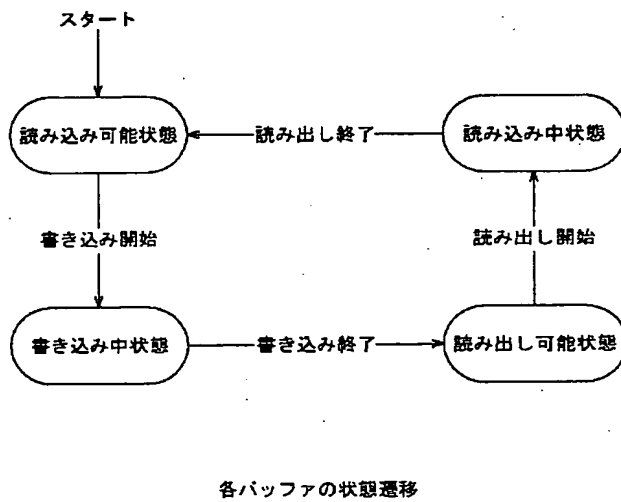 スタート
読み込み可能状態
読み出し終了
読み込み中状態
書き込み開始
読み出し開始
書き込み中状態
書き込み終了
読み出し可能状態
各バッファの状態遷移